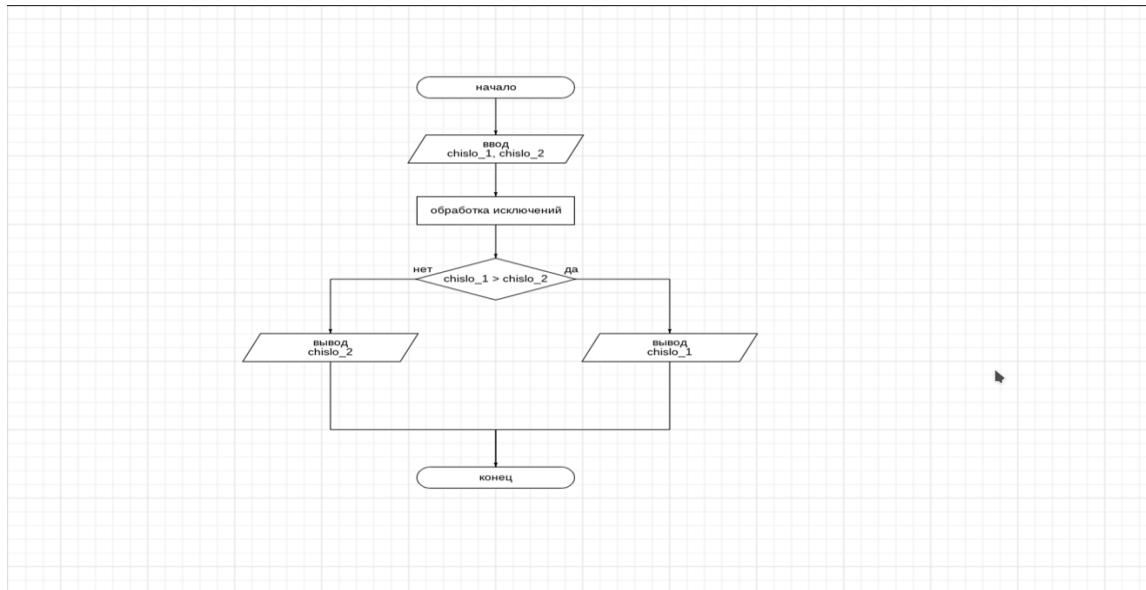 начало
ввод
chislo_1, chislo_2
обработка исключений
нет
да
chislo_1 > chislo_2
вывод
chislo_2
вывод
chislo_1
конец